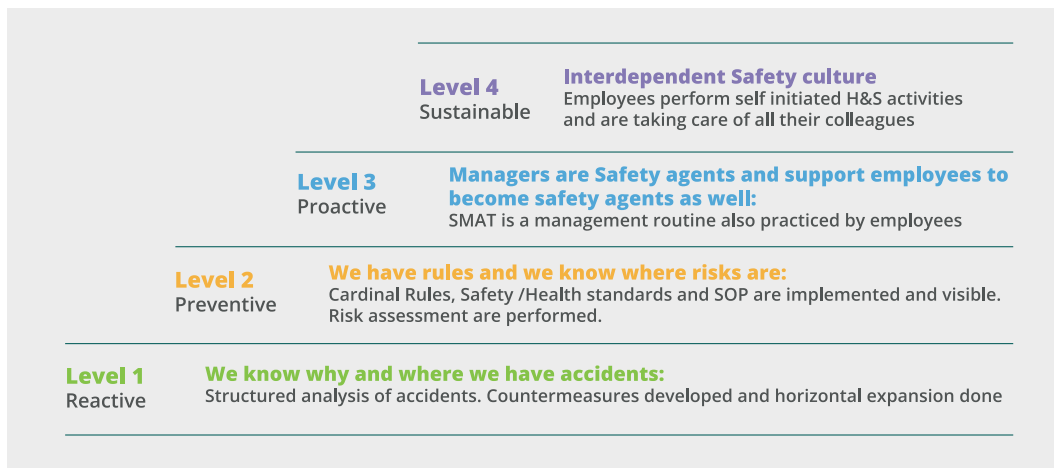 Level 4
Sustainable
Interdependent Safety culture
Employees perform self initiated H&S activities
and are taking care of all their colleagues
Level 3
Proactive
Managers are Safety agents and support employees to
become safety agents as well:
SMAT is a management routine also practiced by employees
Level 2
Preventive
We have rules and we know where risks are:
Cardinal Rules, Safety /Health standards and SOP are implemented and visible.
Risk assessment are performed.
Level 1
Reactive
We know why and where we have accidents:
Structured analysis of accidents. Countermeasures developed and horizontal expansion done